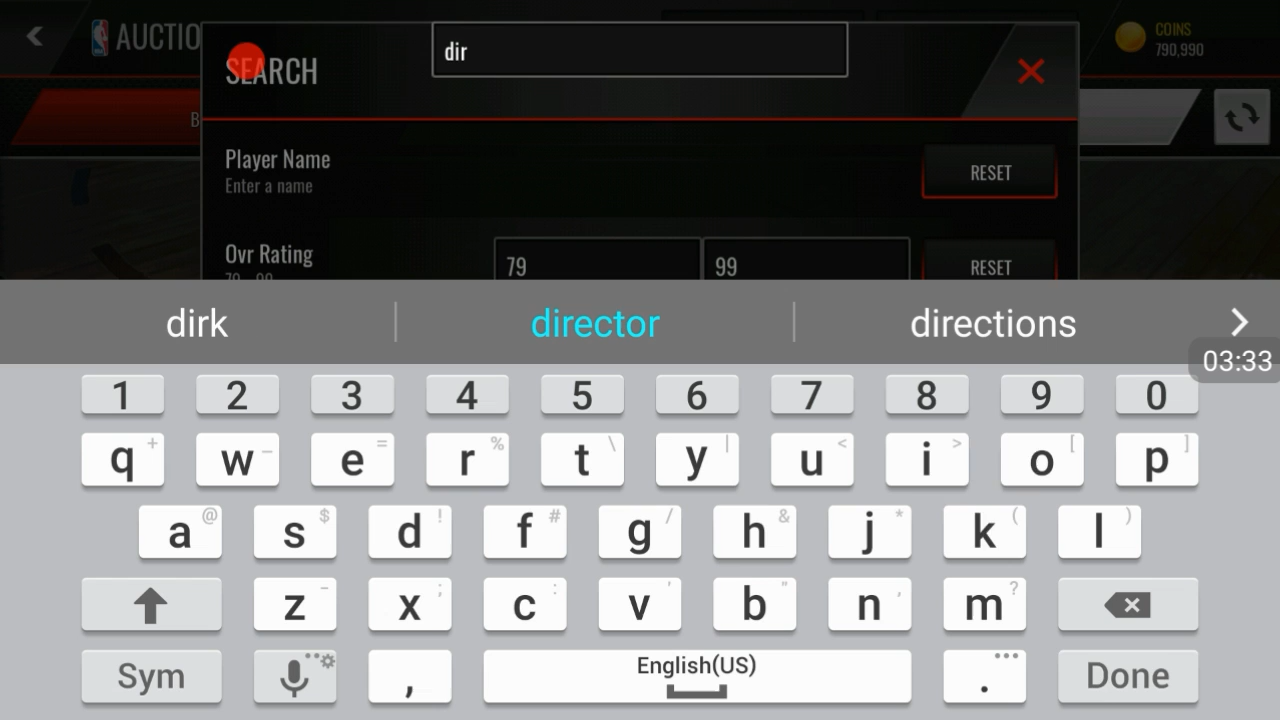 AUCTIO
SEARCH
dir
COINS
790,990
B
Player Name
Enter a name
RESET
Ovr Rating
79
99
RESET
dirk
director
directions
03:33
1 2 3 4 5 6 7 8 9 0
q + w - e = r % t \ y | u < i > o [ p ]
a @ s $ d ! f # g / h & j * k ( l )
z - x ; c : v ' b " n , m ?
Sym , English(US) . Done